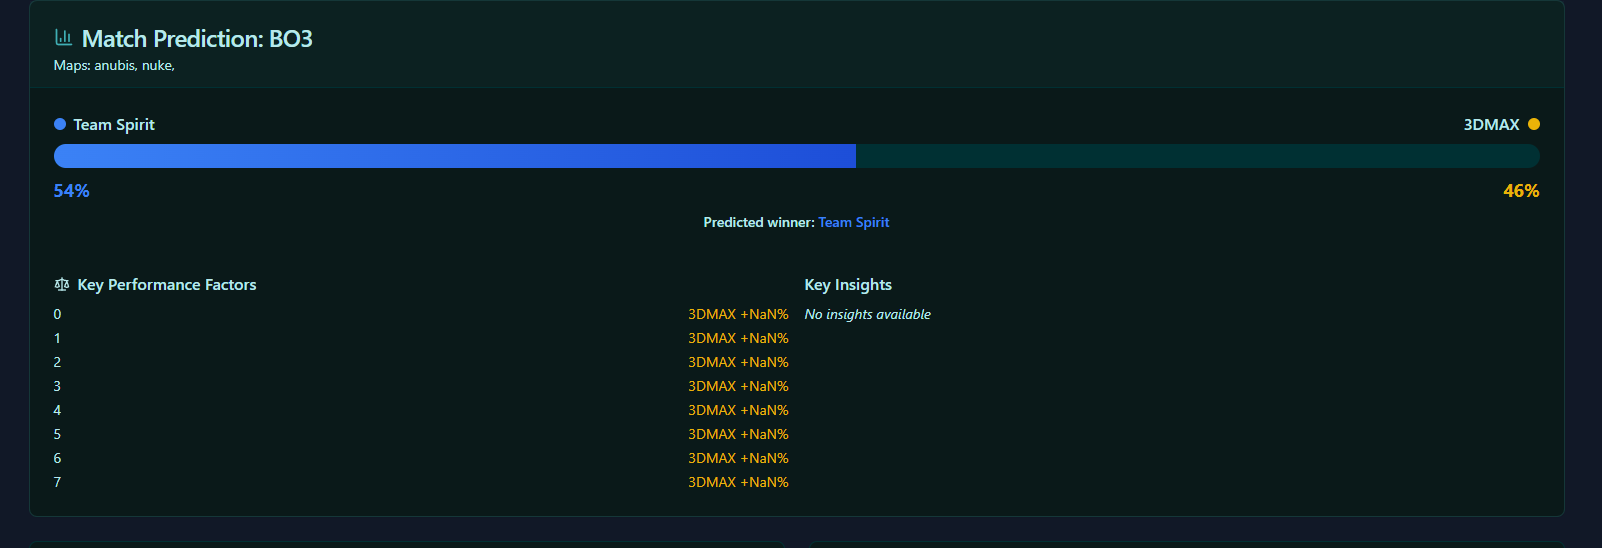 Match Prediction: BO3
Maps: anubis, nuke,
Team Spirit
3DMAX
54%
46%
Predicted winner: Team Spirit
Key Performance Factors
0 3DMAX +NaN%
1 3DMAX +NaN%
2 3DMAX +NaN%
3 3DMAX +NaN%
4 3DMAX +NaN%
5 3DMAX +NaN%
6 3DMAX +NaN%
7 3DMAX +NaN%
Key Insights
No insights available